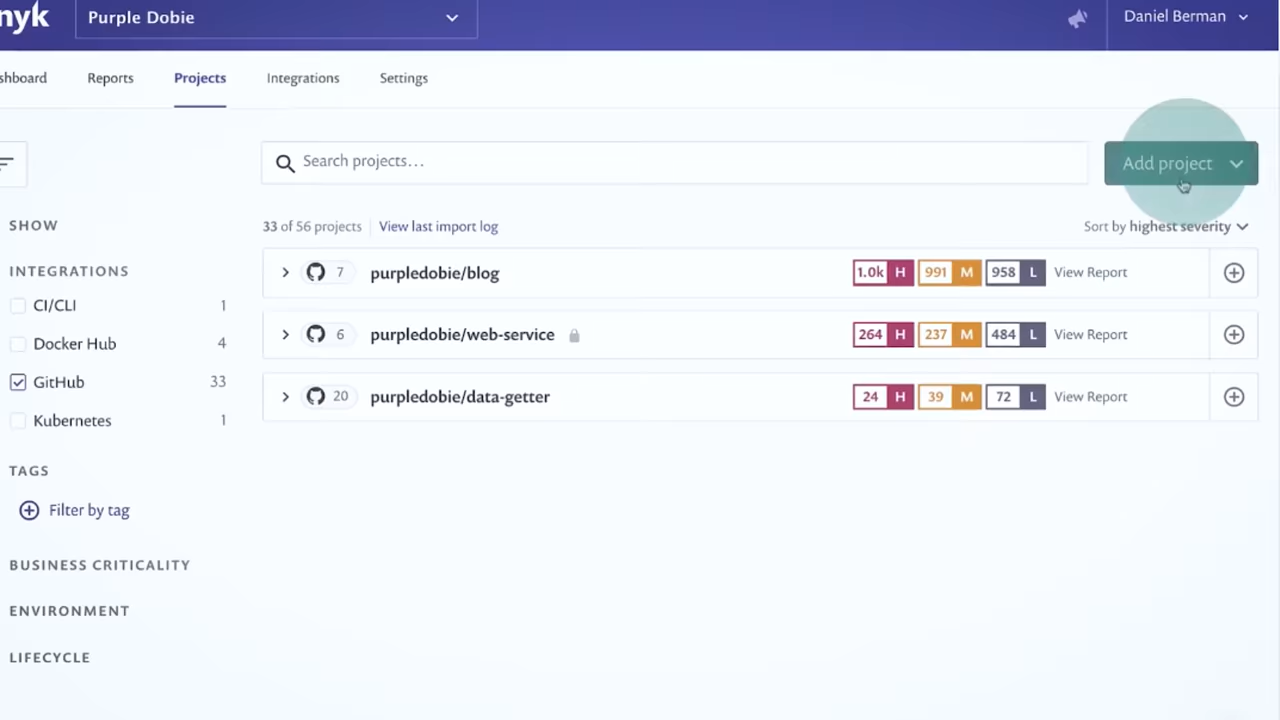 nyk Purple Dobie Daniel Berman
shboard Reports Projects Integrations Settings
Search projects... Add project
SHOW
33 of 56 projects View last import log Sort by highest severity
INTEGRATIONS
CI/CLI 1
Docker Hub 4
GitHub 33
Kubernetes 1
7 purpledobie/blog 1.0k H 991 M 958 L View Report
6 purpledobie/web-service 264 H 237 M 484 L View Report
20 purpledobie/data-getter 24 H 39 M 72 L View Report
TAGS
Filter by tag
BUSINESS CRITICALITY
ENVIRONMENT
LIFECYCLE